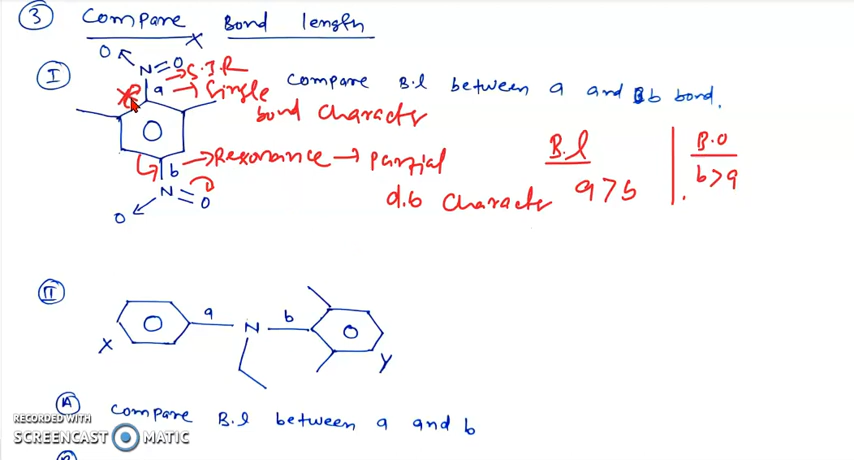 ③ Compare Bond length
O N O
Ⓘ a → S.I.R
→ Single bond character
Compare B.l between a and b bond.
b → Resonance → partial d.b character
N O
O
B.l
a > b
B.O
b > a
Ⅱ
a N b
X Y
Ⓐ Compare B.l between a and b
RECORDED WITH
SCREENCAST MATIC